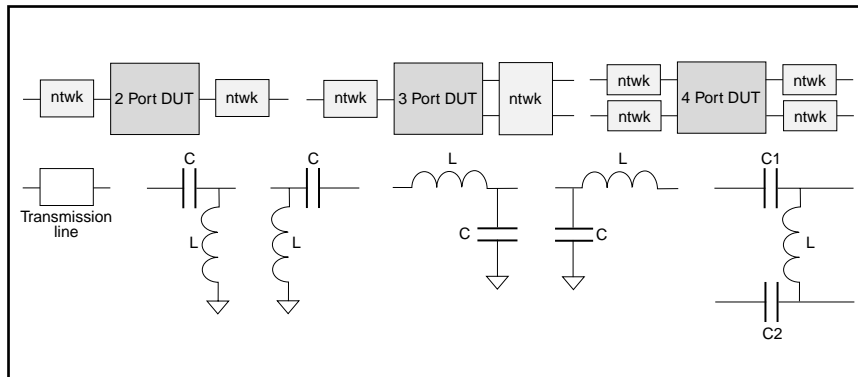 ntwk
2 Port DUT
ntwk
ntwk
3 Port DUT
ntwk
ntwk
ntwk
4 Port DUT
ntwk
ntwk
Transmission
line
C
L
C
L
L
C
L
C
C1
L
C2